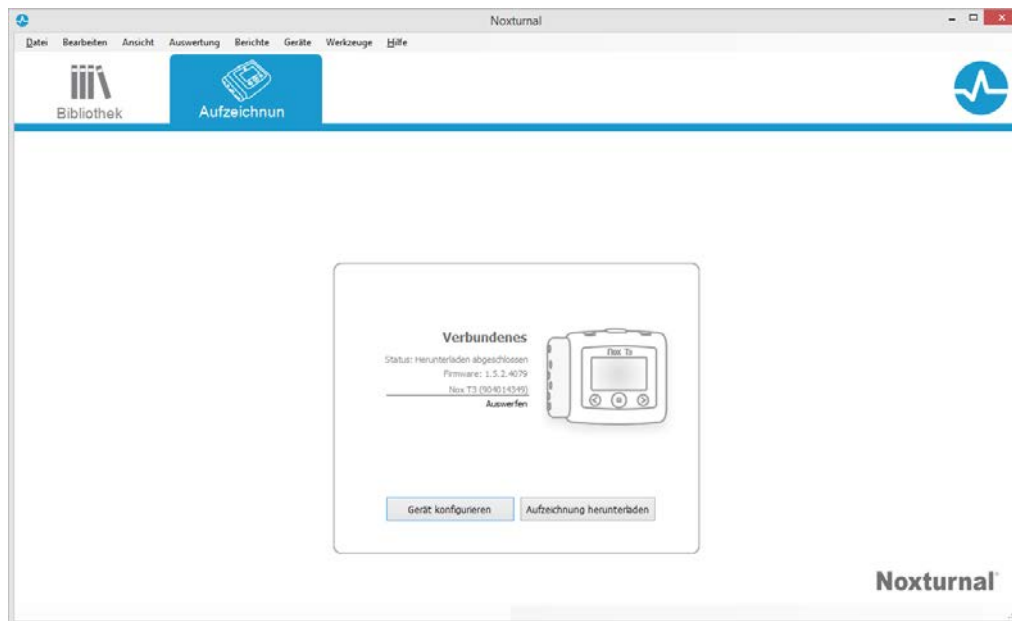 Noxturnal
Datei Bearbeiten Ansicht Auswertung Berichte Geräte Werkzeuge Hilfe
Bibliothek
Aufzeichnun
Verbundenes
Status: Herunterladen abgeschlossen
Firmware: 1.5.2.4079
Nox T3 (904014349)
Auswerfen
Nox T3
Gerät konfigurieren Aufzeichnung herunterladen
Noxturnal